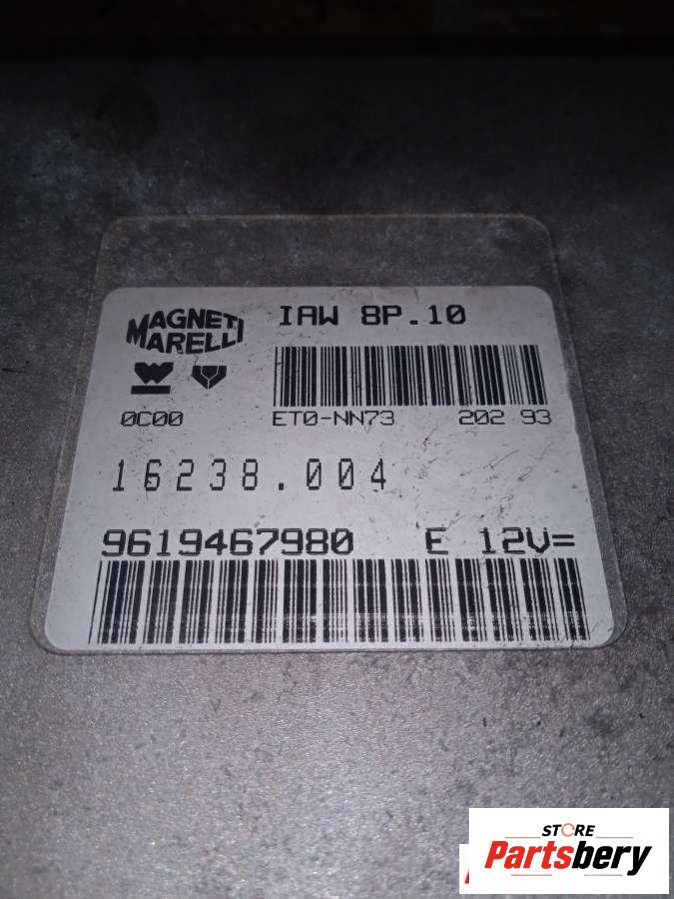 MAGNETI
MARELLI
IAW 8P.10
0C00
ET0-NN73 202 93
16238.004
9619467980 E 12V=
STORE
Partsbery